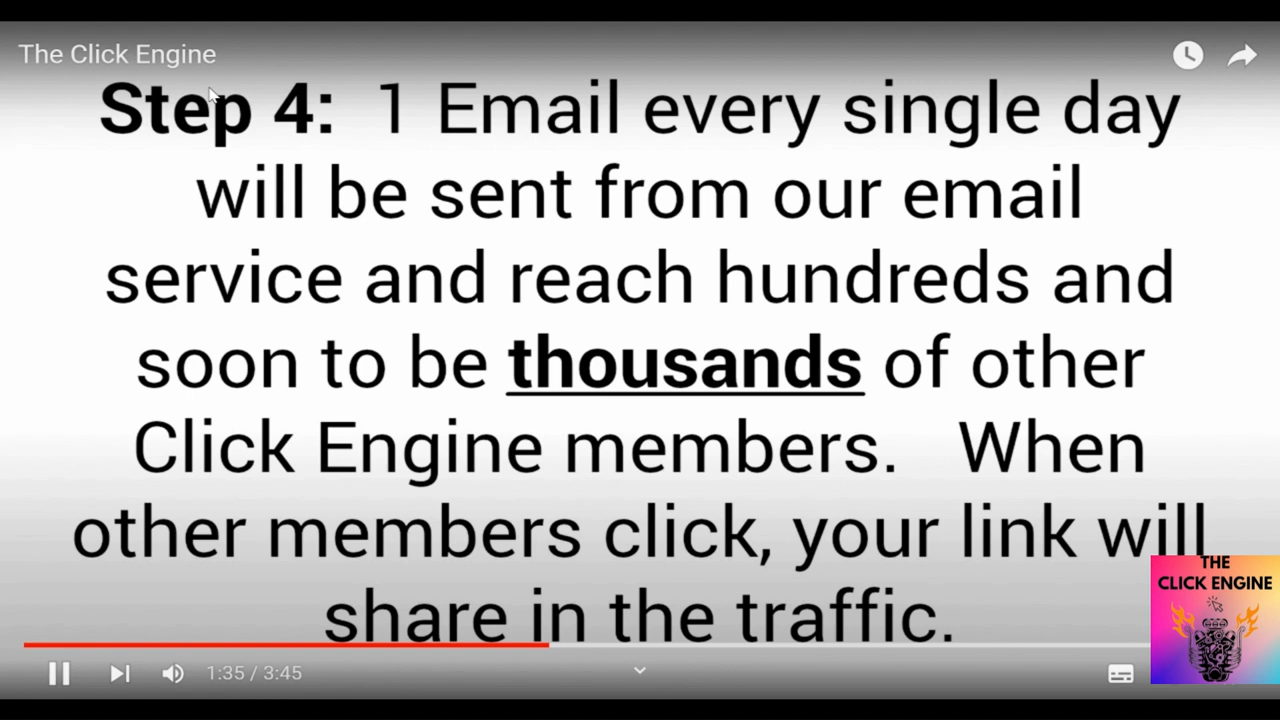 The Click Engine
Step 4: 1 Email every single day
will be sent from our email
service and reach hundreds and
soon to be thousands of other
Click Engine members. When
other members click, your link will
share in the traffic.
THE
CLICK ENGINE
1:35 / 3:45